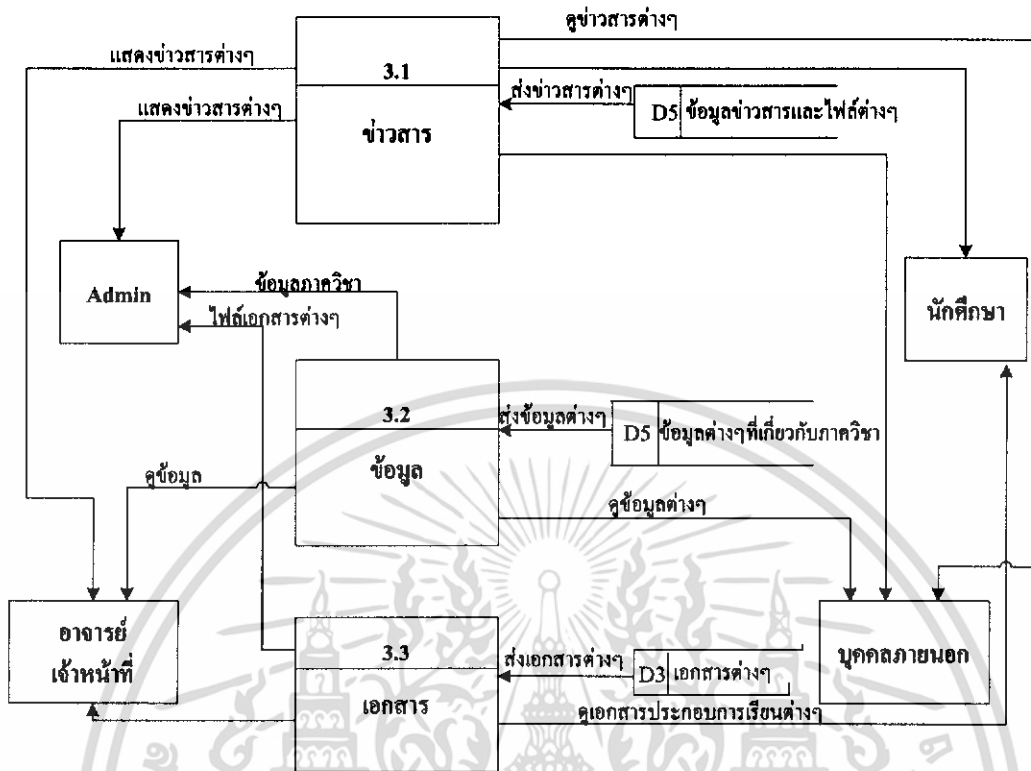 ดูข่าวสารต่างๆ
แสดงข่าวสารต่างๆ
3.1
ส่งข่าวสารต่างๆ
D5 ข้อมูลข่าวสารและไฟล์ต่างๆ
แสดงข่าวสารต่างๆ
ข่าวสาร
Admin
ข้อมูลภาควิชา
นักศึกษา
ไฟล์เอกสารต่างๆ
3.2
ส่งข้อมูลต่างๆ
D5 ข้อมูลต่างๆที่เกี่ยวกับภาควิชา
ดูข้อมูล
ข้อมูล
ดูข้อมูลต่างๆ
อาจารย์
เจ้าหน้าที่
3.3
ส่งเอกสารต่างๆ
D3 เอกสารต่างๆ
บุคคลภายนอก
เอกสาร
ดูเอกสารประกอบการเรียนต่างๆ